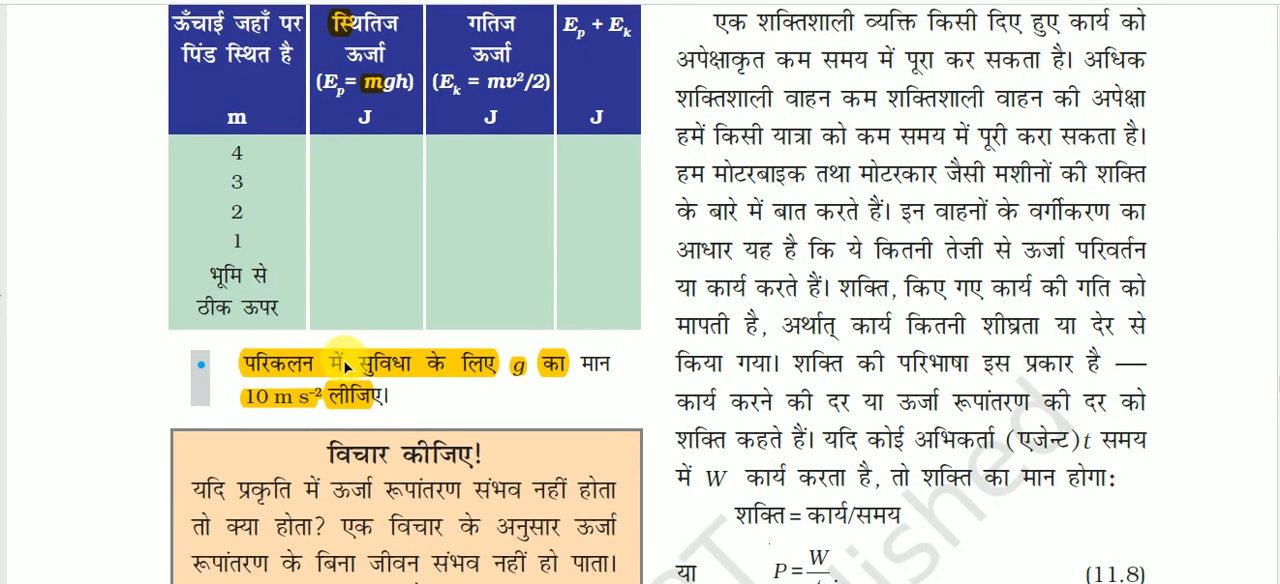 ऊँचाई जहाँ पर
पिंड स्थित है
m
स्थितिज
ऊर्जा
(Ep= mgh)
J
गतिज
ऊर्जा
(Ek = mv²/2)
J
Ep + Ek
J
4
3
2
1
भूमि से
ठीक ऊपर
• परिकलन में सुविधा के लिए g का मान
10 m s⁻² लीजिए।
विचार कीजिए!
यदि प्रकृति में ऊर्जा रूपांतरण संभव नहीं होता
तो क्या होता? एक विचार के अनुसार ऊर्जा
रूपांतरण के बिना जीवन संभव नहीं हो पाता।
एक शक्तिशाली व्यक्ति किसी दिए हुए कार्य को
अपेक्षाकृत कम समय में पूरा कर सकता है। अधिक
शक्तिशाली वाहन कम शक्तिशाली वाहन की अपेक्षा
हमें किसी यात्रा को कम समय में पूरी करा सकता है।
हम मोटरबाइक तथा मोटरकार जैसी मशीनों की शक्ति
के बारे में बात करते हैं। इन वाहनों के वर्गीकरण का
आधार यह है कि ये कितनी तेज़ी से ऊर्जा परिवर्तन
या कार्य करते हैं। शक्ति, किए गए कार्य की गति को
मापती है, अर्थात् कार्य कितनी शीघ्रता या देर से
किया गया। शक्ति की परिभाषा इस प्रकार है —
कार्य करने की दर या ऊर्जा रूपांतरण की दर को
शक्ति कहते हैं। यदि कोई अभिकर्ता (एजेन्ट) t समय
में W कार्य करता है, तो शक्ति का मान होगा:
शक्ति = कार्य/समय
या P = W (11.8)